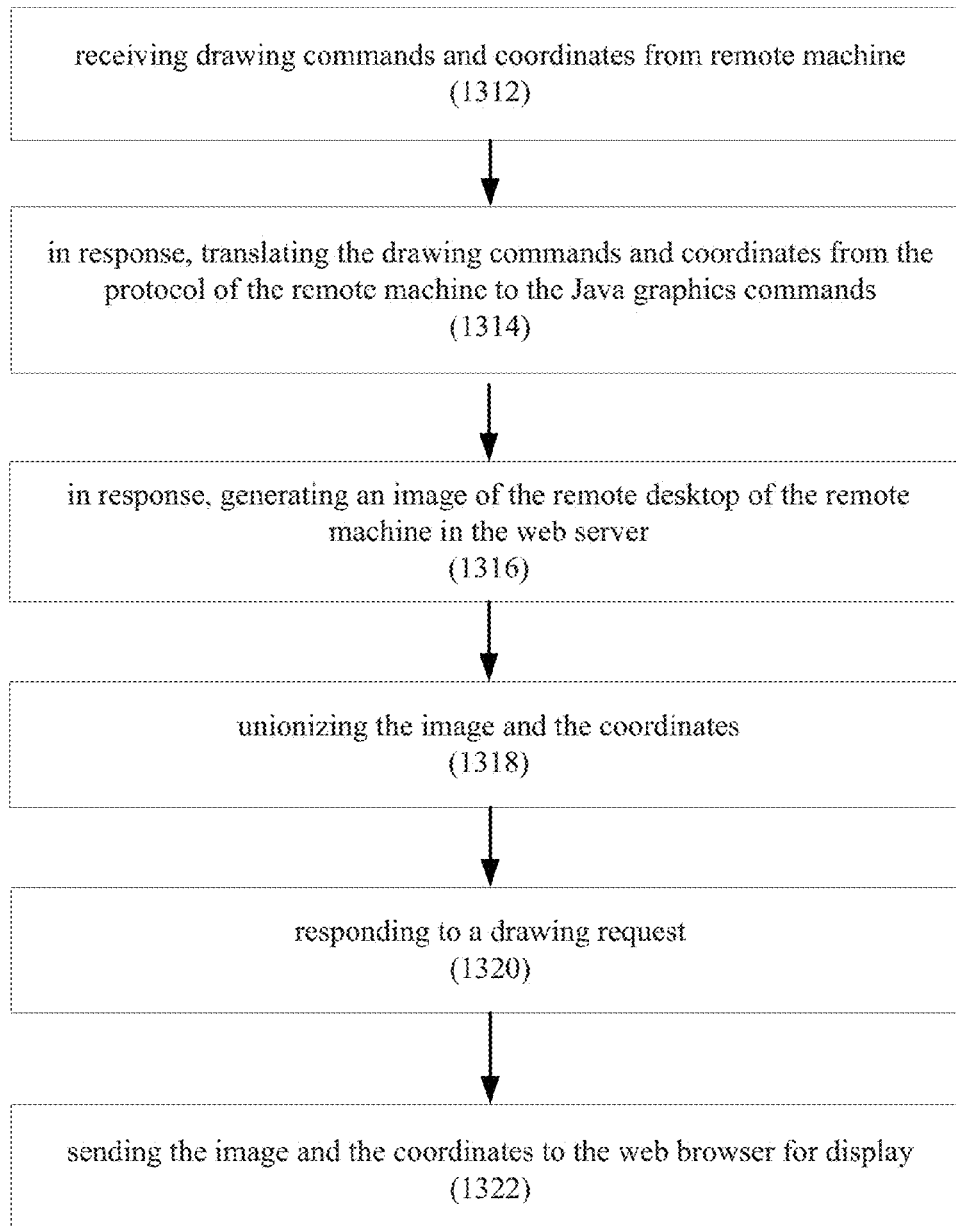 receiving drawing commands and coordinates from remote machine
(1312)
in response, translating the drawing commands and coordinates from the
protocol of the remote machine to the Java graphics commands
(1314)
in response, generating an image of the remote desktop of the remote
machine in the web server
(1316)
unionizing the image and the coordinates
(1318)
responding to a drawing request
(1320)
sending the image and the coordinates to the web browser for display
(1322)